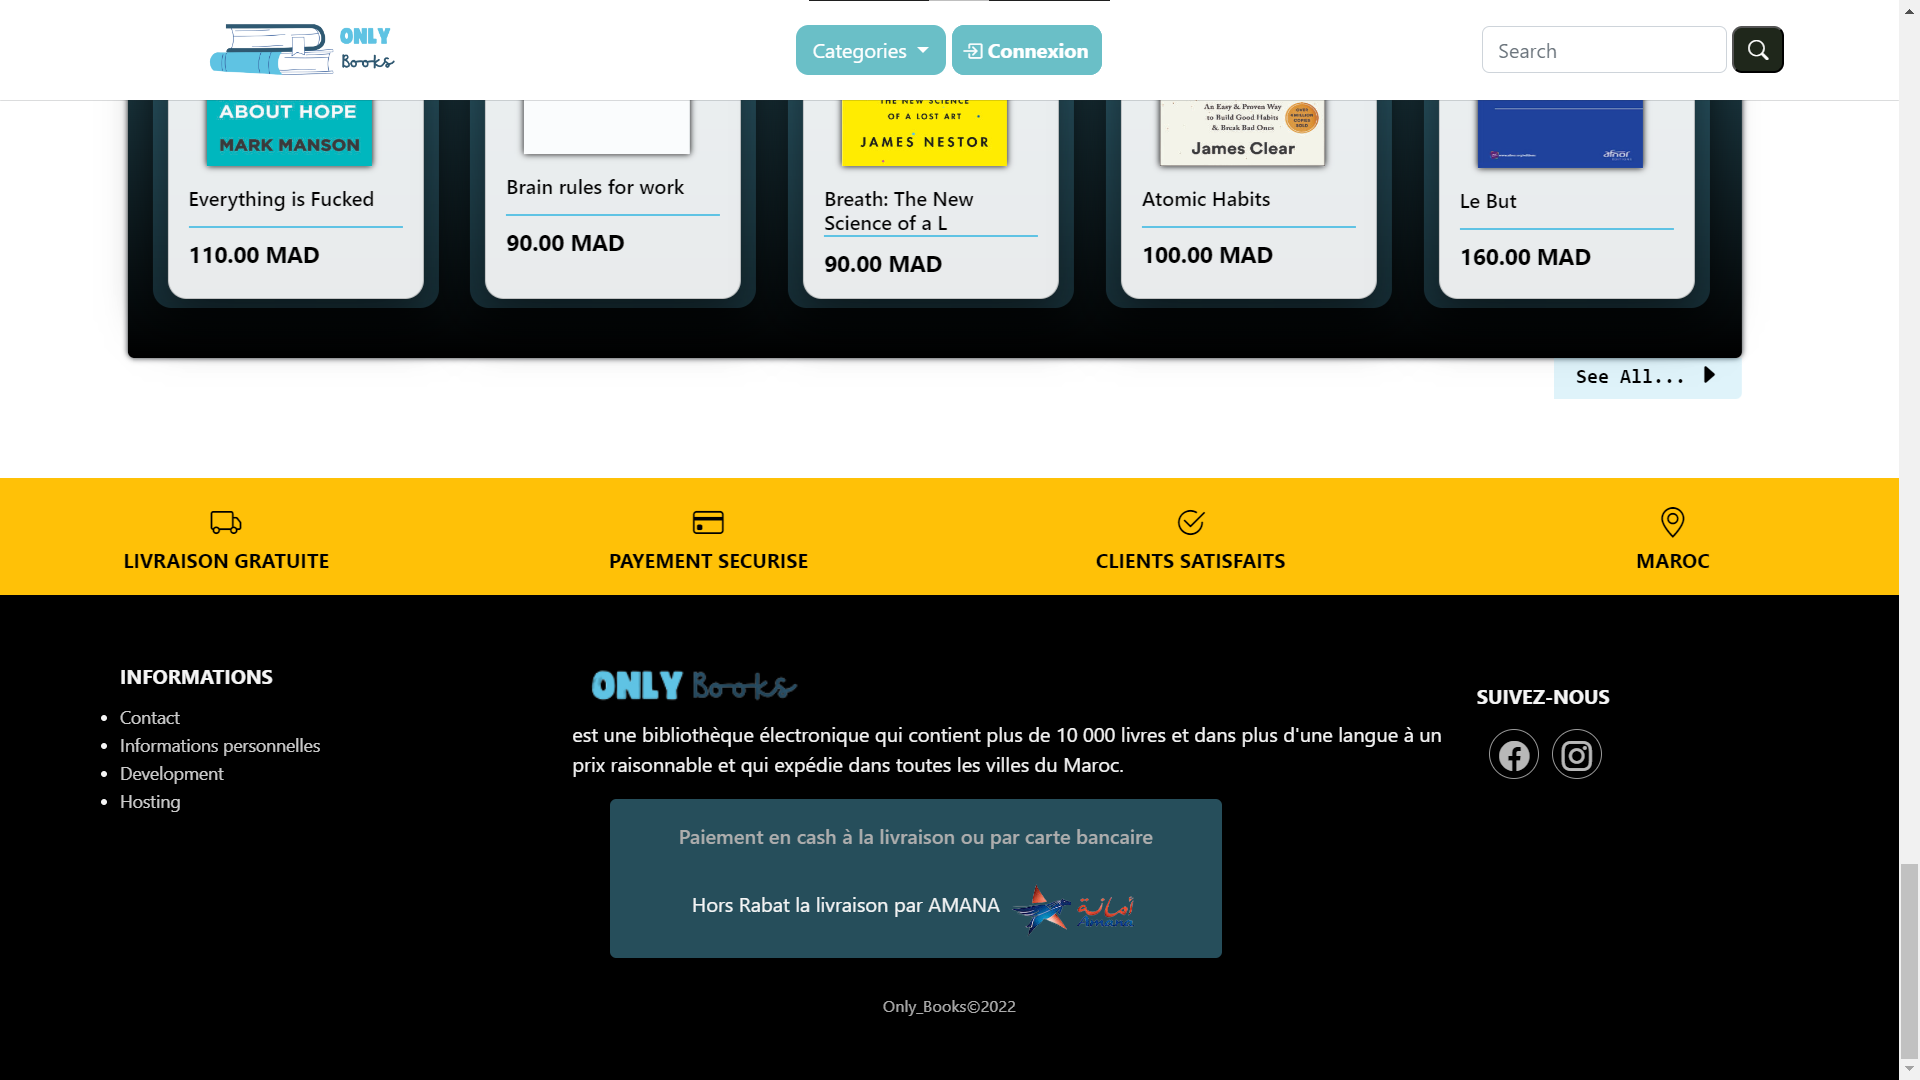 ONLY
Books
Categories
Connexion
Search
ABOUT HOPE
MARK MANSON
THE NEW SCIENCE
OF A LOST ART
JAMES NESTOR
An Easy & Proven Way
to Build Good Habits
& Break Bad Ones
James Clear
afnor
Everything is Fucked
110.00 MAD
Brain rules for work
90.00 MAD
Breath: The New
Science of a L
90.00 MAD
Atomic Habits
100.00 MAD
Le But
160.00 MAD
See All...
LIVRAISON GRATUITE
PAYEMENT SECURISE
CLIENTS SATISFAITS
MAROC
INFORMATIONS
Contact
Informations personnelles
Development
Hosting
ONLY Books
est une bibliothèque électronique qui contient plus de 10 000 livres et dans plus d'une langue à un
prix raisonnable et qui expédie dans toutes les villes du Maroc.
Paiement en cash à la livraison ou par carte bancaire
Hors Rabat la livraison par AMANA
أمانة
SUIVEZ-NOUS
Only_Books©2022